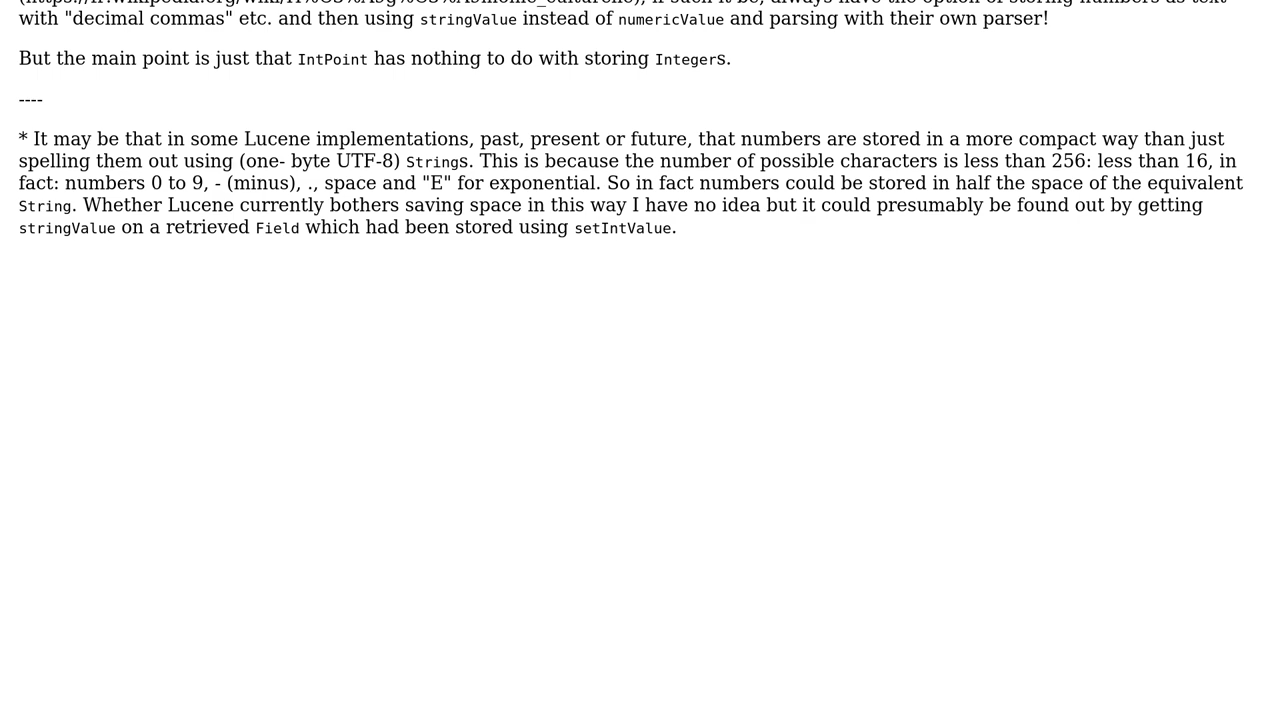 with "decimal commas" etc. and then using stringValue instead of numericValue and parsing with their own parser!
But the main point is just that IntPoint has nothing to do with storing Integers.
----
* It may be that in some Lucene implementations, past, present or future, that numbers are stored in a more compact way than just
spelling them out using (one- byte UTF-8) Strings. This is because the number of possible characters is less than 256: less than 16, in
fact: numbers 0 to 9, - (minus), ., space and "E" for exponential. So in fact numbers could be stored in half the space of the equivalent
String. Whether Lucene currently bothers saving space in this way I have no idea but it could presumably be found out by getting
stringValue on a retrieved Field which had been stored using setIntValue.